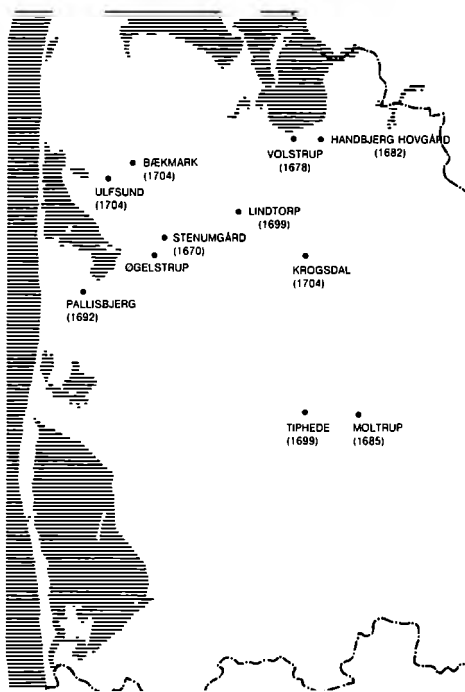 VOLSTRUP
(1678)
HANDBJERG HOVGÅRD
(1682)
BÆKMARK
(1704)
ULFSUND
(1704)
LINDTORP
(1699)
STENUMGÅRD
(1670)
ØGELSTRUP
KROGSDAL
(1704)
PALLISBJERG
(1692)
TIPHEDE
(1699)
MØLTRUP
(1685)